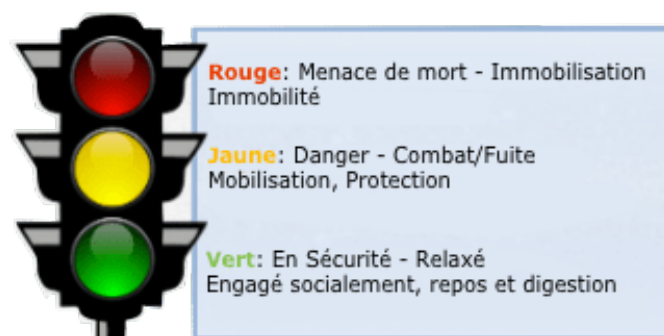 Rouge: Menace de mort - Immobilisation
Immobilité
Jaune: Danger - Combat/Fuite
Mobilisation, Protection
Vert: En Sécurité - Relaxé
Engagé socialement, repos et digestion